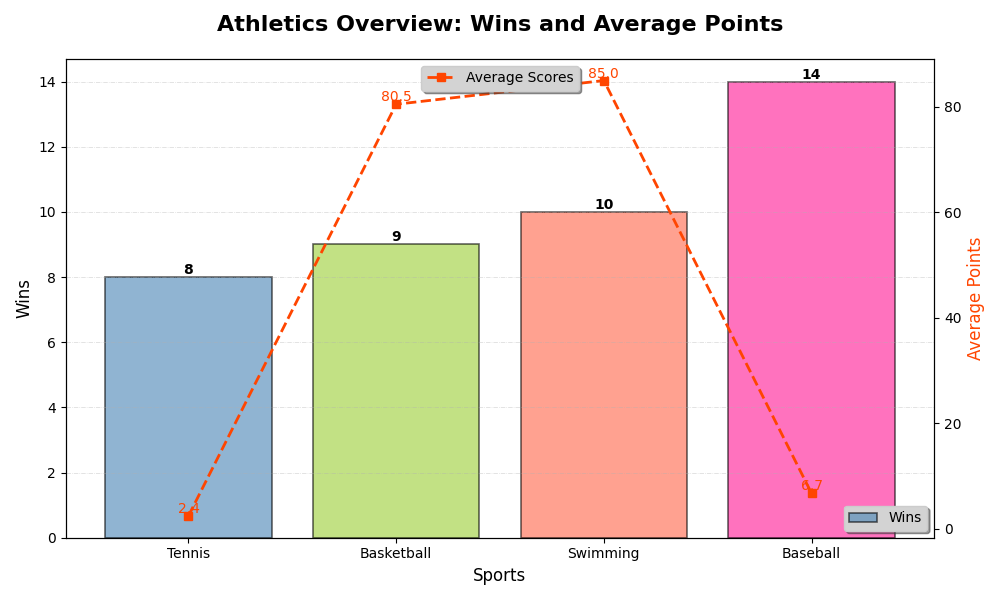 Athletics Overview: Wins and Average Points
Average Scores
80.5
85.0
14
14
12
10
8
6
4
2
0
80
60
40
20
0
10
9
8
2.4
6.7
Wins
Average Points
Wins
Tennis
Basketball
Swimming
Baseball
Sports